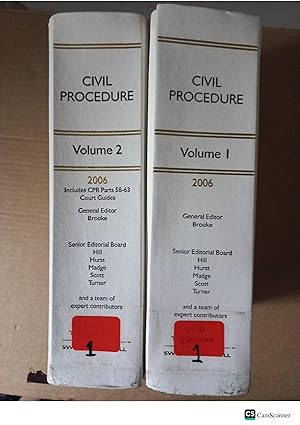 CIVIL
PROCEDURE
Volume 2
2006
Includes CPR Parts 58-63
Court Guides
General Editor
Brooke
Senior Editorial Board
Hill
Hurst
Madge
Scott
Turner
and a team of
expert contributors
1
CIVIL
PROCEDURE
Volume 1
2006
General Editor
Brooke
Senior Editorial Board
Hill
Hurst
Madge
Scott
Turner
and a team of
expert contributors
1
CS CamScanner